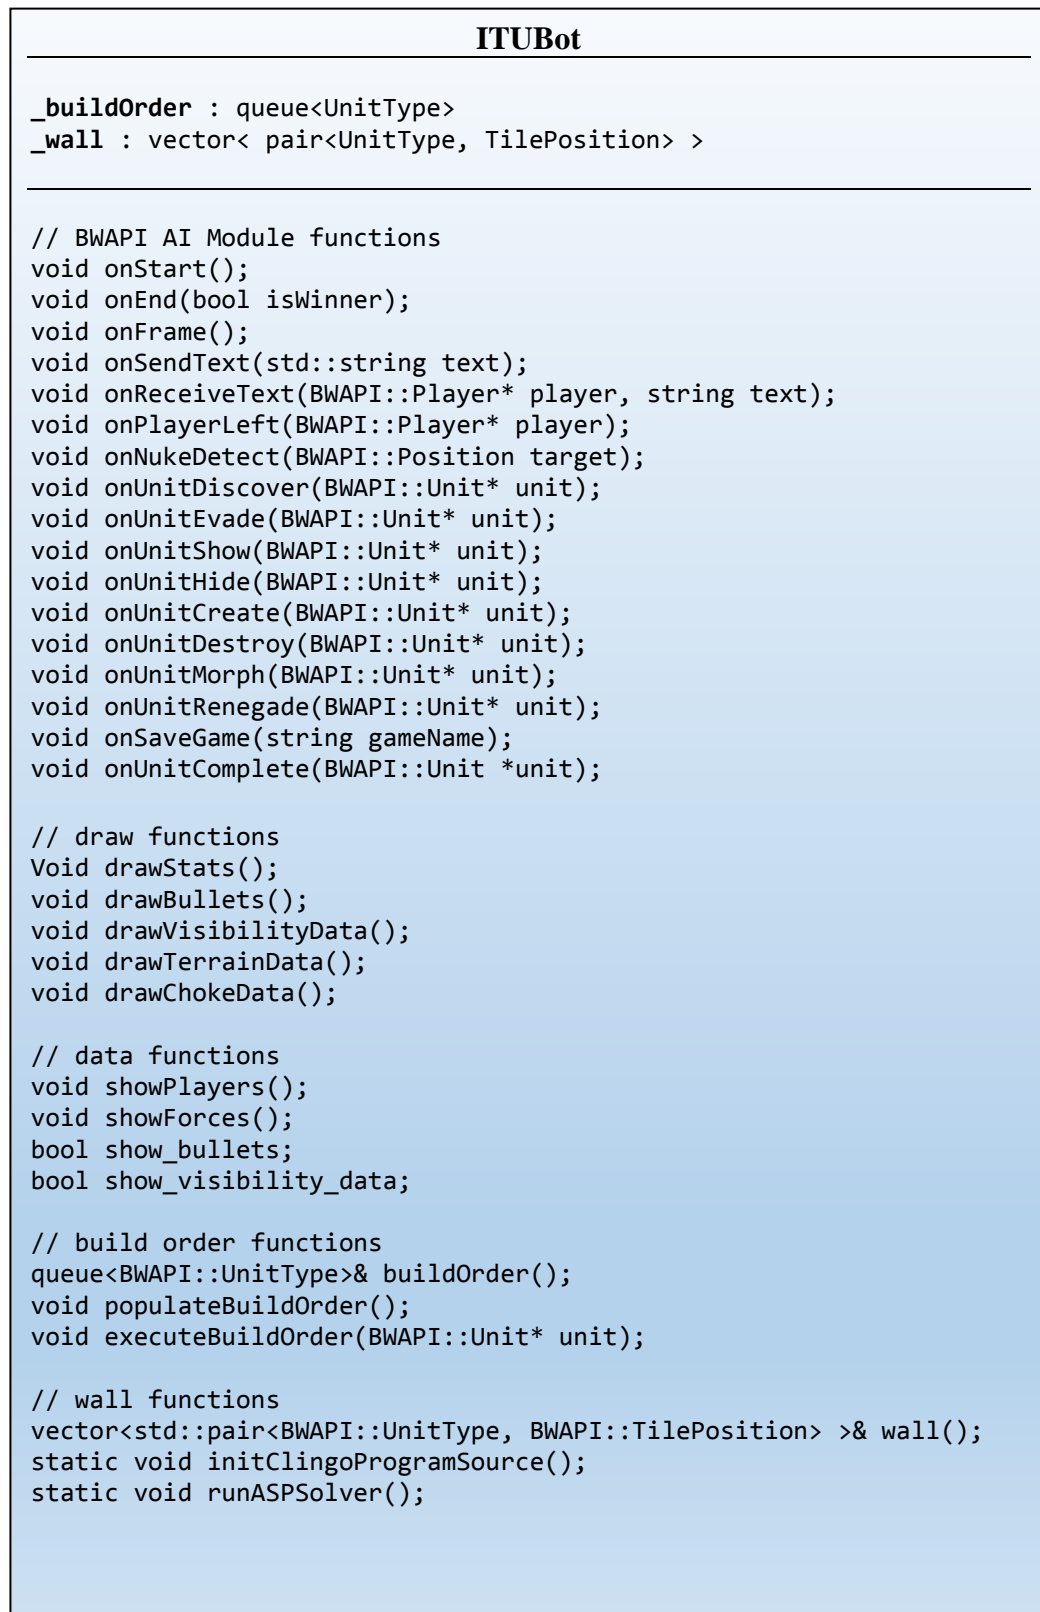 ITUBot
_buildOrder : queue<UnitType>
_wall : vector< pair<UnitType, TilePosition> >
// BWAPI AI Module functions
void onStart();
void onEnd(bool isWinner);
void onFrame();
void onSendText(std::string text);
void onReceiveText(BWAPI::Player* player, string text);
void onPlayerLeft(BWAPI::Player* player);
void onNukeDetect(BWAPI::Position target);
void onUnitDiscover(BWAPI::Unit* unit);
void onUnitEvade(BWAPI::Unit* unit);
void onUnitShow(BWAPI::Unit* unit);
void onUnitHide(BWAPI::Unit* unit);
void onUnitCreate(BWAPI::Unit* unit);
void onUnitDestroy(BWAPI::Unit* unit);
void onUnitMorph(BWAPI::Unit* unit);
void onUnitRenegade(BWAPI::Unit* unit);
void onSaveGame(string gameName);
void onUnitComplete(BWAPI::Unit *unit);
// draw functions
Void drawStats();
void drawBullets();
void drawVisibilityData();
void drawTerrainData();
void drawChokeData();
// data functions
void showPlayers();
void showForces();
bool show_bullets;
bool show_visibility_data;
// build order functions
queue<BWAPI::UnitType>& buildOrder();
void populateBuildOrder();
void executeBuildOrder(BWAPI::Unit* unit);
// wall functions
vector<std::pair<BWAPI::UnitType, BWAPI::TilePosition> >& wall();
static void initClingoProgramSource();
static void runASPSolver();